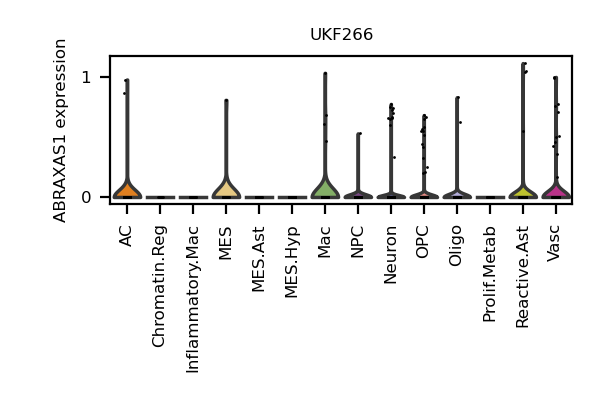 UKF266
ABRAXAS1 expression
1
0
AC
Chromatin.Reg
Inflammatory.Mac
MES
MES.Ast
MES.Hyp
Mac
NPC
Neuron
OPC
Oligo
Prolif.Metab
Reactive.Ast
Vasc